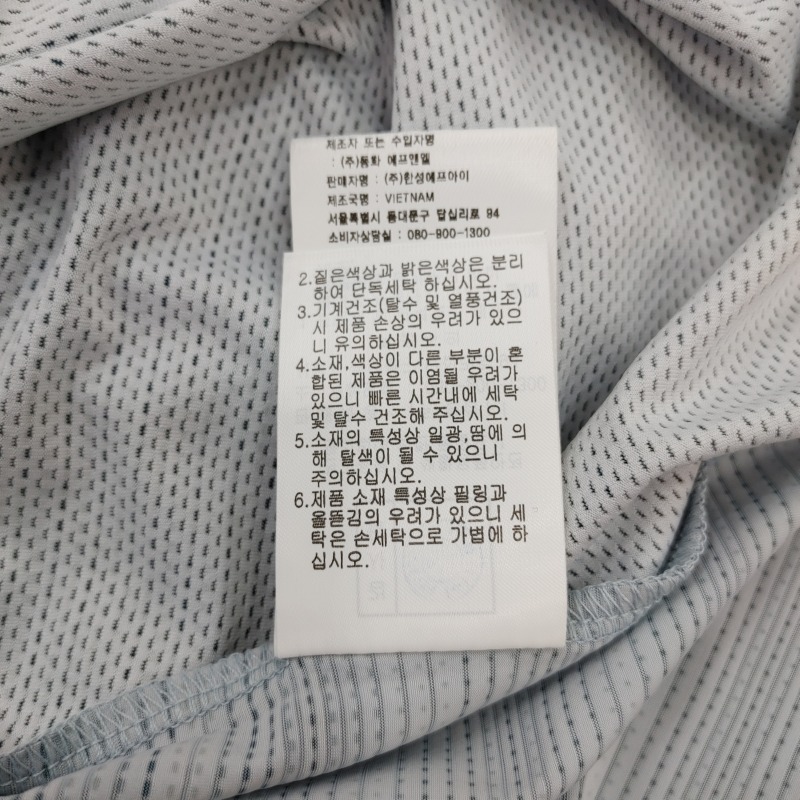 제조자 또는 수입자명
: (주)동화 에프앤엘
판매자명 : (주)한성에프아이
제조국명 : VIETNAM
서울특별시 동대문구 답십리로 94
소비자상담실 : 080-900-1300
2.짙은색상과 밝은색상은 분리
하여 단독세탁 하십시오.
3.기계건조(탈수 및 열풍건조)
시 제품 손상의 우려가 있으
니 유의하십시오.
4.소재,색상이 다른 부분이 혼
합된 제품은 이염될 우려가
있으니 빠른 시간내에 세탁
및 탈수 건조해 주십시오.
5.소재의 특성상 일광,땀에 의
해 탈색이 될 수 있으니
주의하십시오.
6.제품 소재 특성상 필링과
올뜯김의 우려가 있으니 세
탁은 손세탁으로 가볍에 하
십시오.